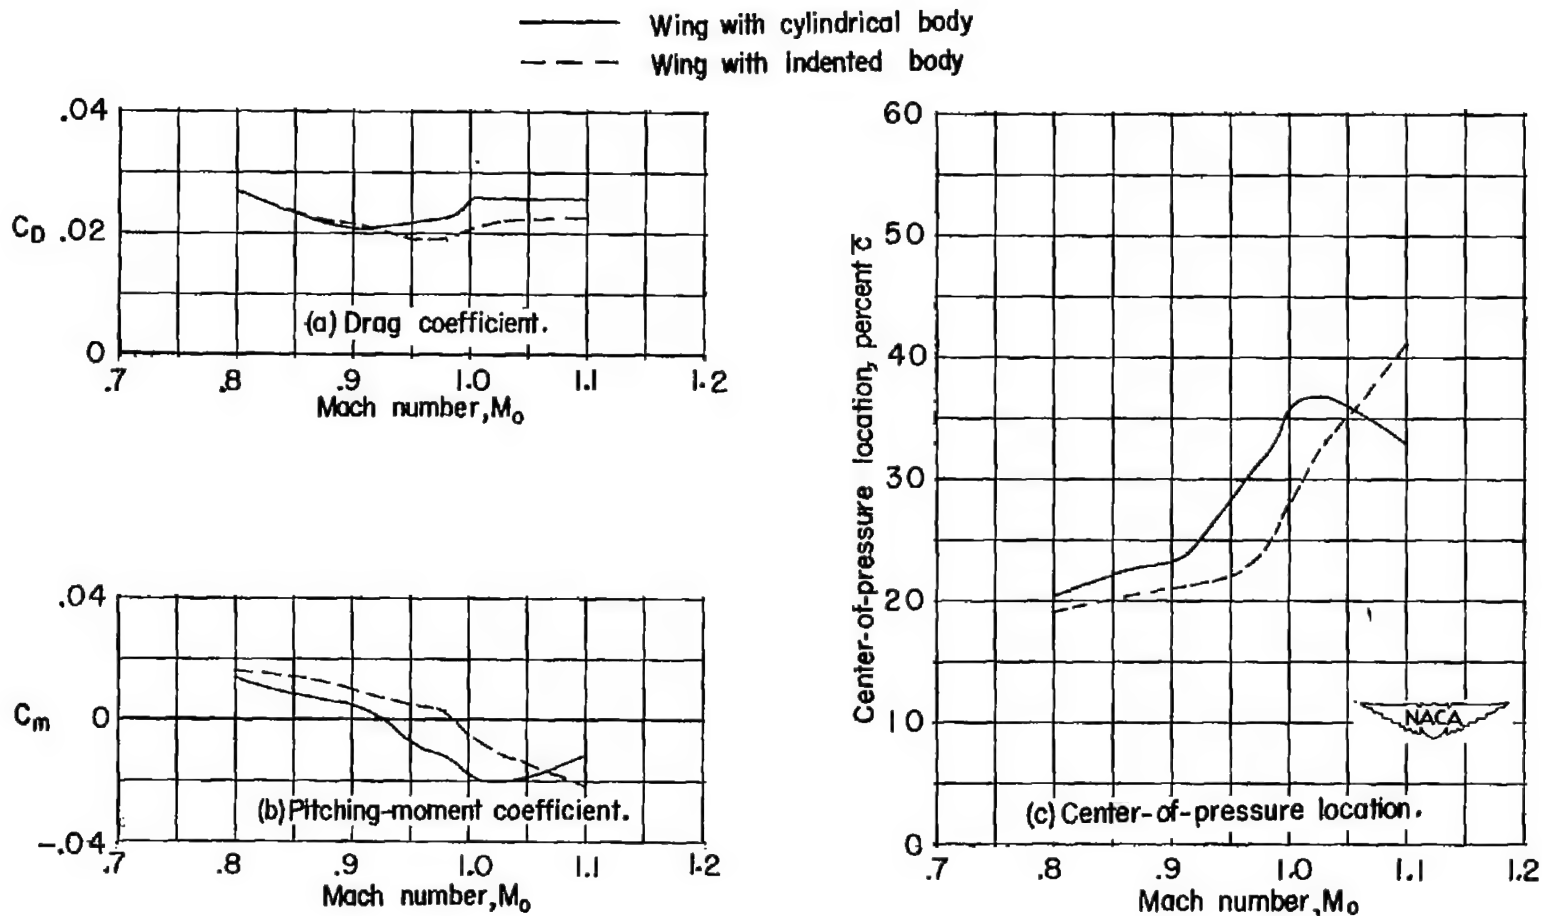 Wing with cylindrical body
Wing with indented body
.04
C_D .02
0
.7 .8 .9 1.0 1.1 1.2
Mach number, M₀
(a) Drag coefficient.
.04
C_m 0
-.04
.7 .8 .9 1.0 1.1 1.2
Mach number, M₀
(b) Pitching-moment coefficient.
Center-of-pressure location, percent c̄
60
50
40
30
20
10
0
.7 .8 .9 1.0 1.1 1.2
Mach number, M₀
(c) Center-of-pressure location.
NACA